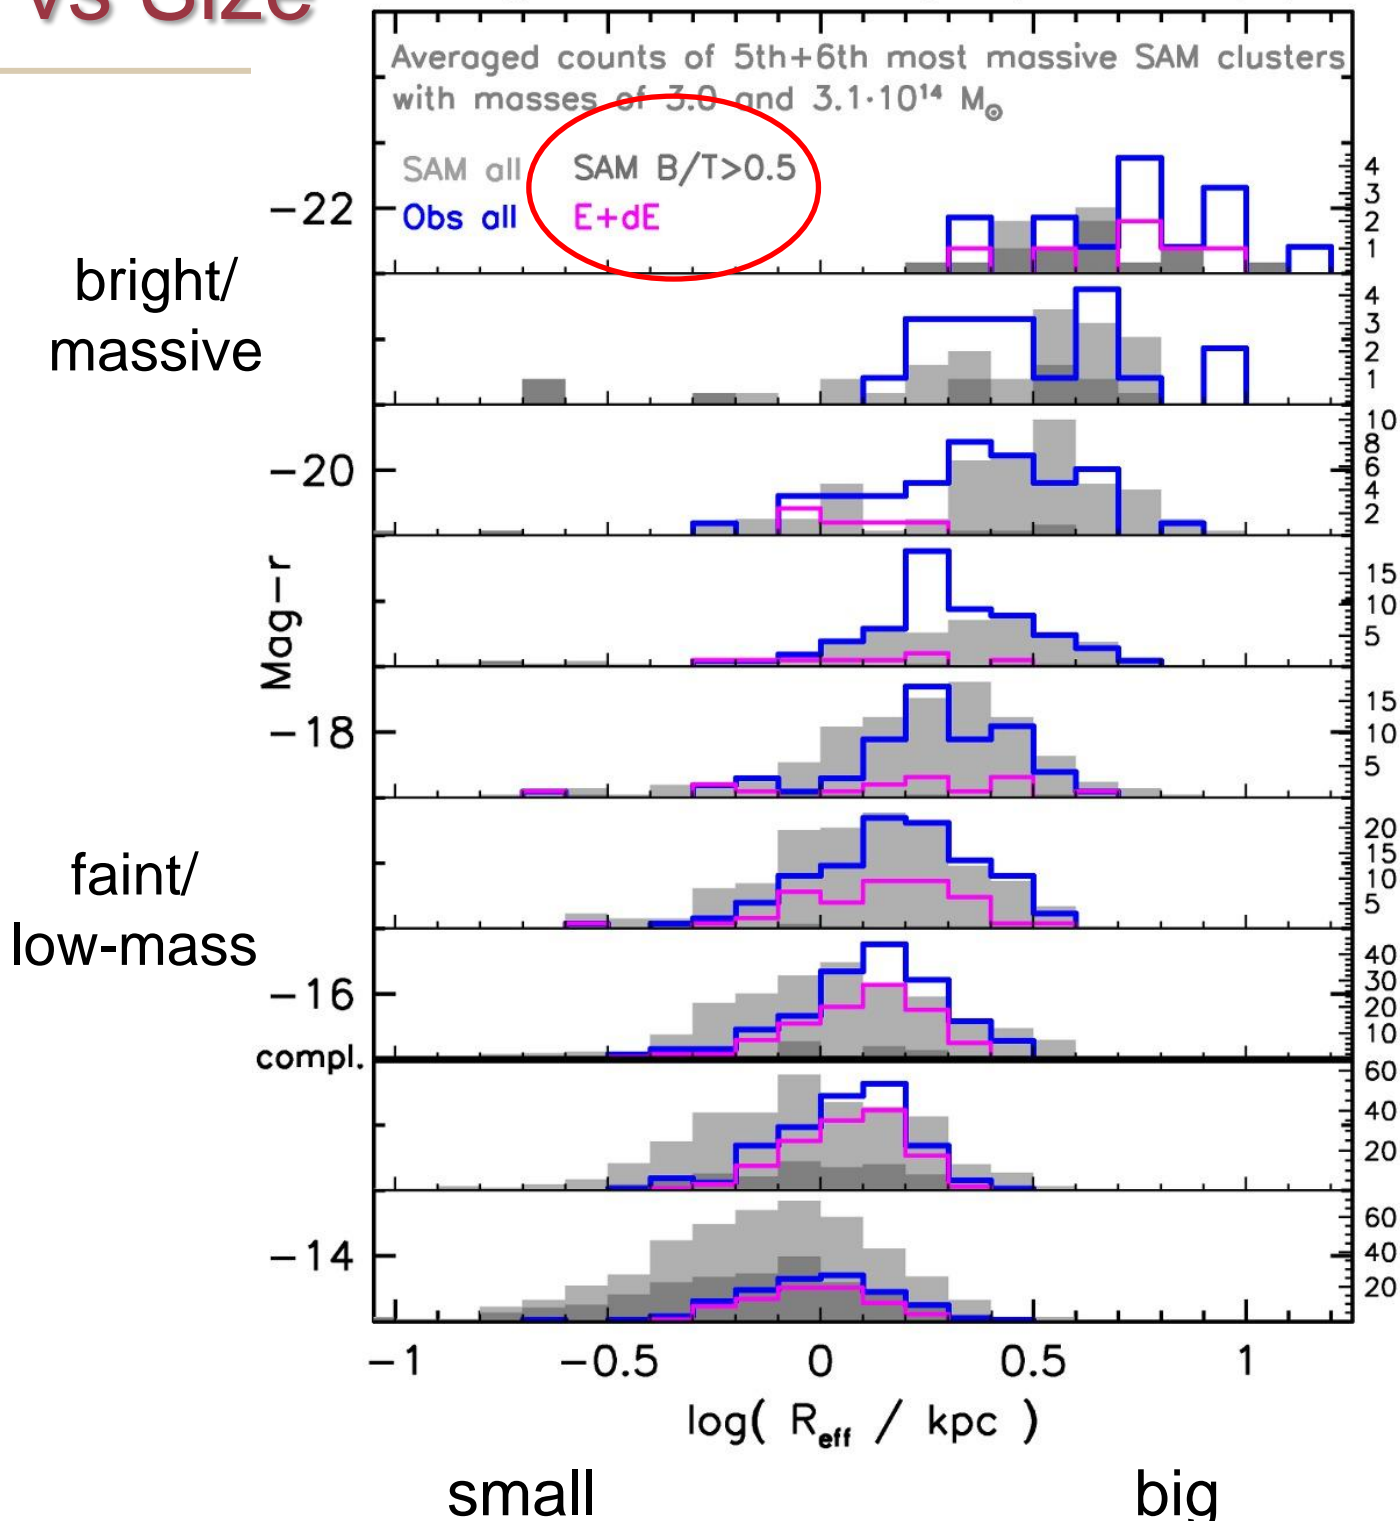 vs Size
Averaged counts of 5th+6th most massive SAM clusters
with masses of 3.0 and 3.1·10¹⁴ M⊙
SAM all SAM B/T>0.5
Obs all E+dE
bright/
massive
faint/
low-mass
Mag-r
-22
-20
-18
-16
compl.
-14
4
3
2
1
4
3
2
1
10
8
6
4
2
15
10
5
15
10
5
20
15
10
5
40
30
20
10
60
40
20
60
40
20
-1 -0.5 0 0.5 1
log( R_eff / kpc )
small big